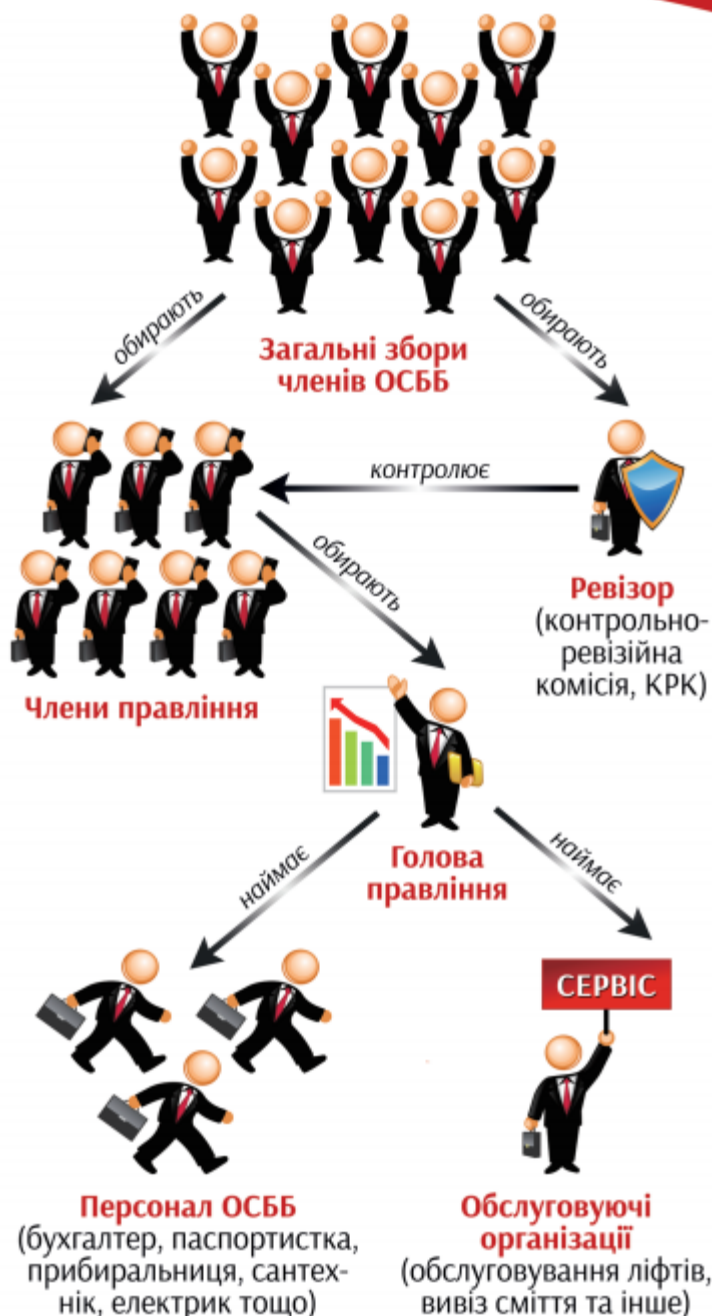 обирають
обирають
Загальні збори
членів ОСББ
контролює
обирають
Ревізор
(контрольно-
ревізійна
комісія, КРК)
Члени правління
Голова
правління
наймає
наймає
СЕРВІС
Персонал ОСББ
(бухгалтер, паспортистка,
прибиральниця, сантех-
нік, електрик тощо)
Обслуговуючі
організації
(обслуговування ліфтів,
вивіз сміття та інше)